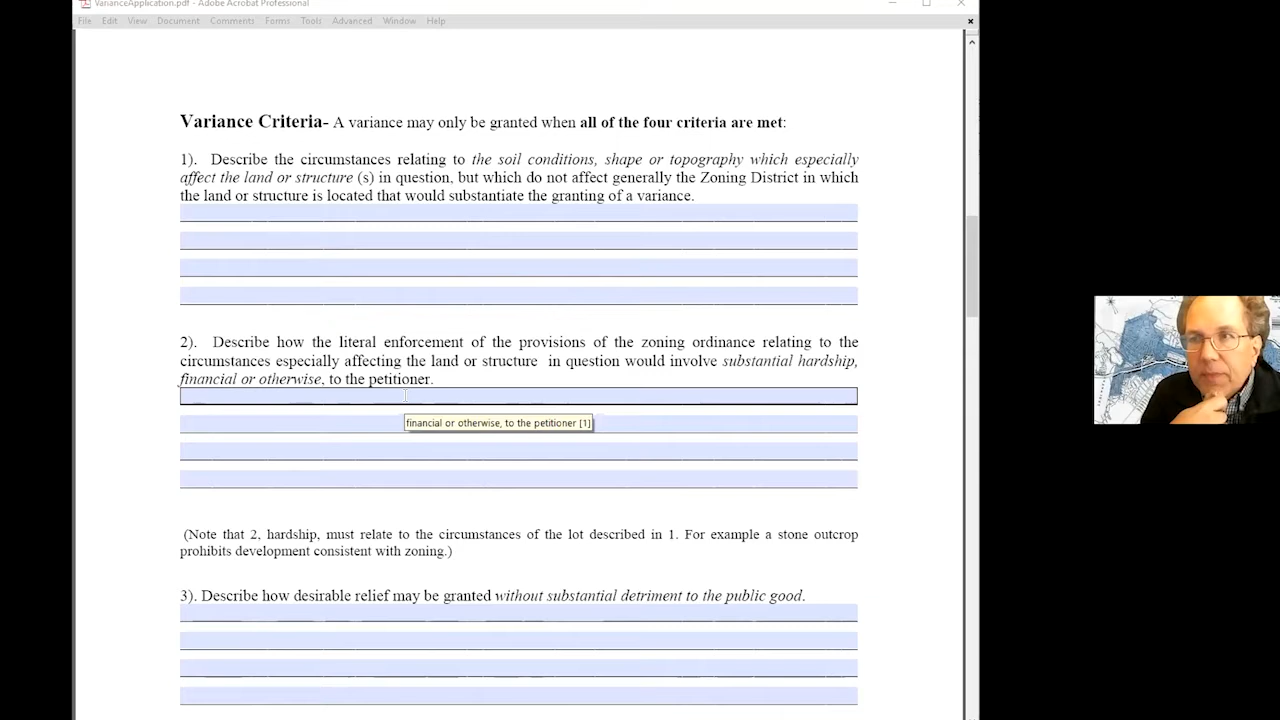 VarianceApplication.pdf - Adobe Acrobat Professional
File Edit View Document Comments Forms Tools Advanced Window Help
Variance Criteria- A variance may only be granted when all of the four criteria are met:
1). Describe the circumstances relating to the soil conditions, shape or topography which especially
affect the land or structure (s) in question, but which do not affect generally the Zoning District in which
the land or structure is located that would substantiate the granting of a variance.
2). Describe how the literal enforcement of the provisions of the zoning ordinance relating to the
circumstances especially affecting the land or structure in question would involve substantial hardship,
financial or otherwise, to the petitioner.
financial or otherwise, to the petitioner [1]
(Note that 2, hardship, must relate to the circumstances of the lot described in 1. For example a stone outcrop
prohibits development consistent with zoning.)
3). Describe how desirable relief may be granted without substantial detriment to the public good.